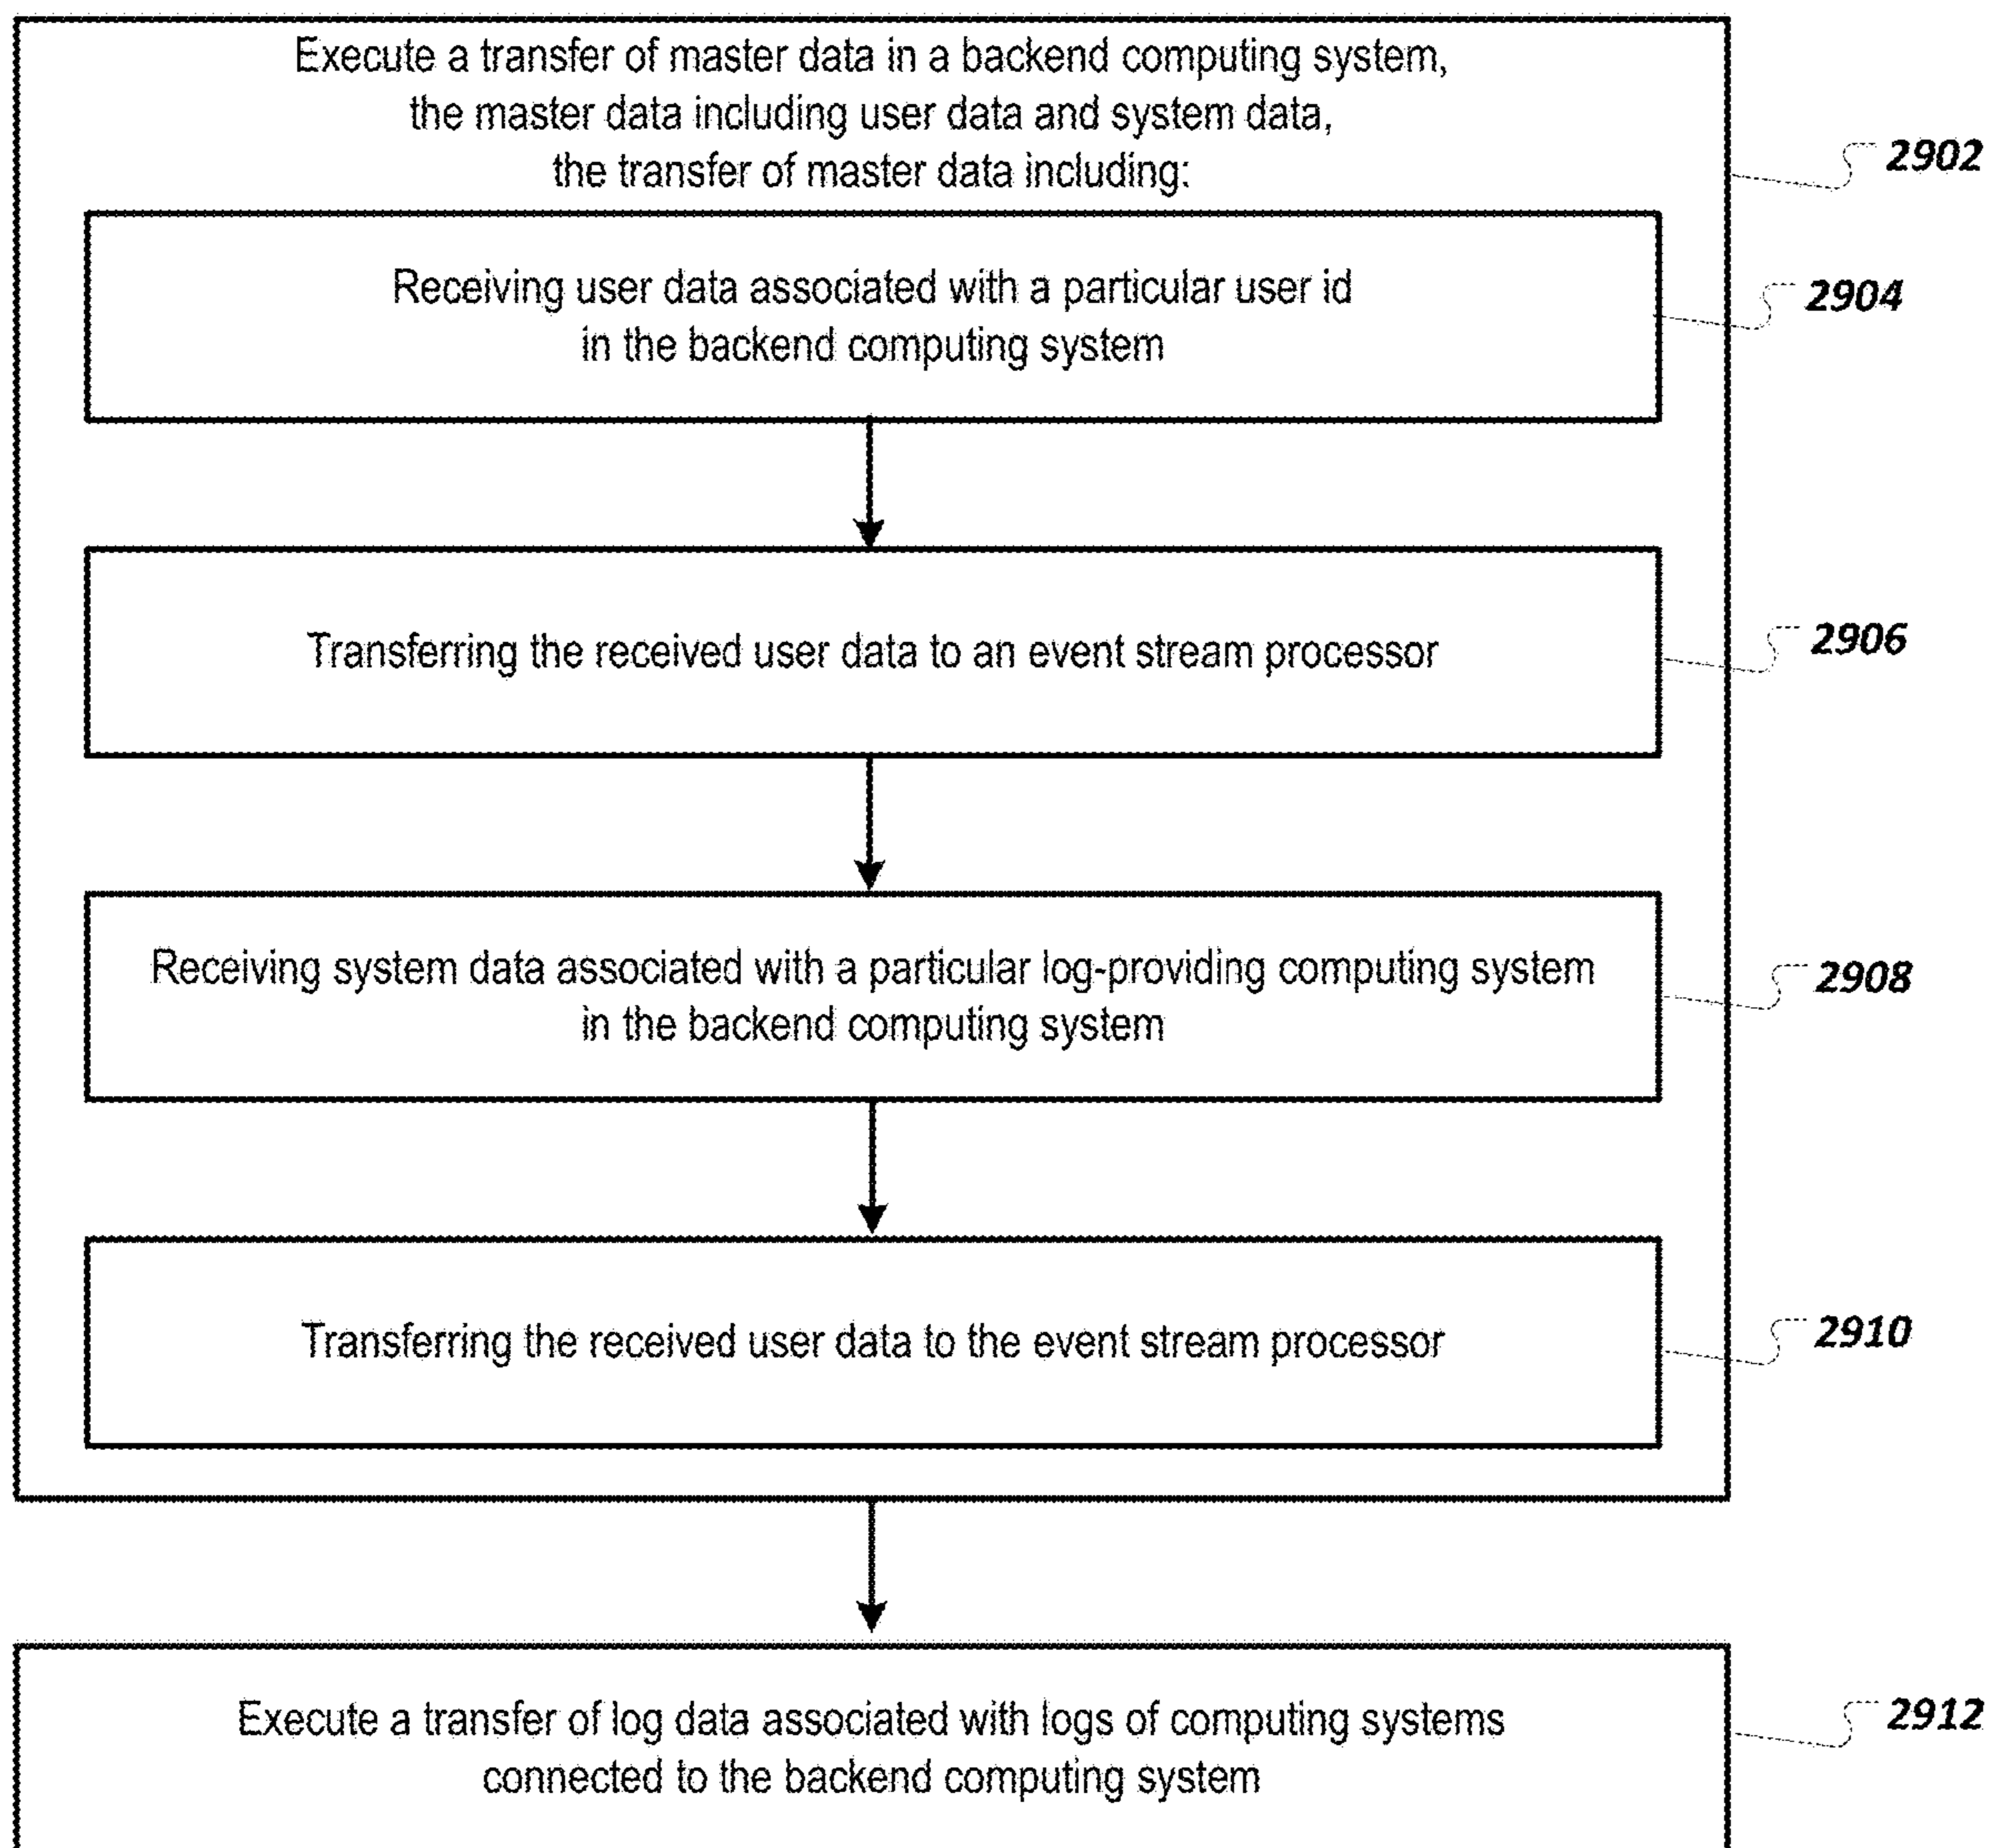 Execute a transfer of master data in a backend computing system,
the master data including user data and system data,
the transfer of master data including:
2902
Receiving user data associated with a particular user id
in the backend computing system
2904
Transferring the received user data to an event stream processor
2906
Receiving system data associated with a particular log-providing computing system
in the backend computing system
2908
Transferring the received user data to the event stream processor
2910
Execute a transfer of log data associated with logs of computing systems
connected to the backend computing system
2912